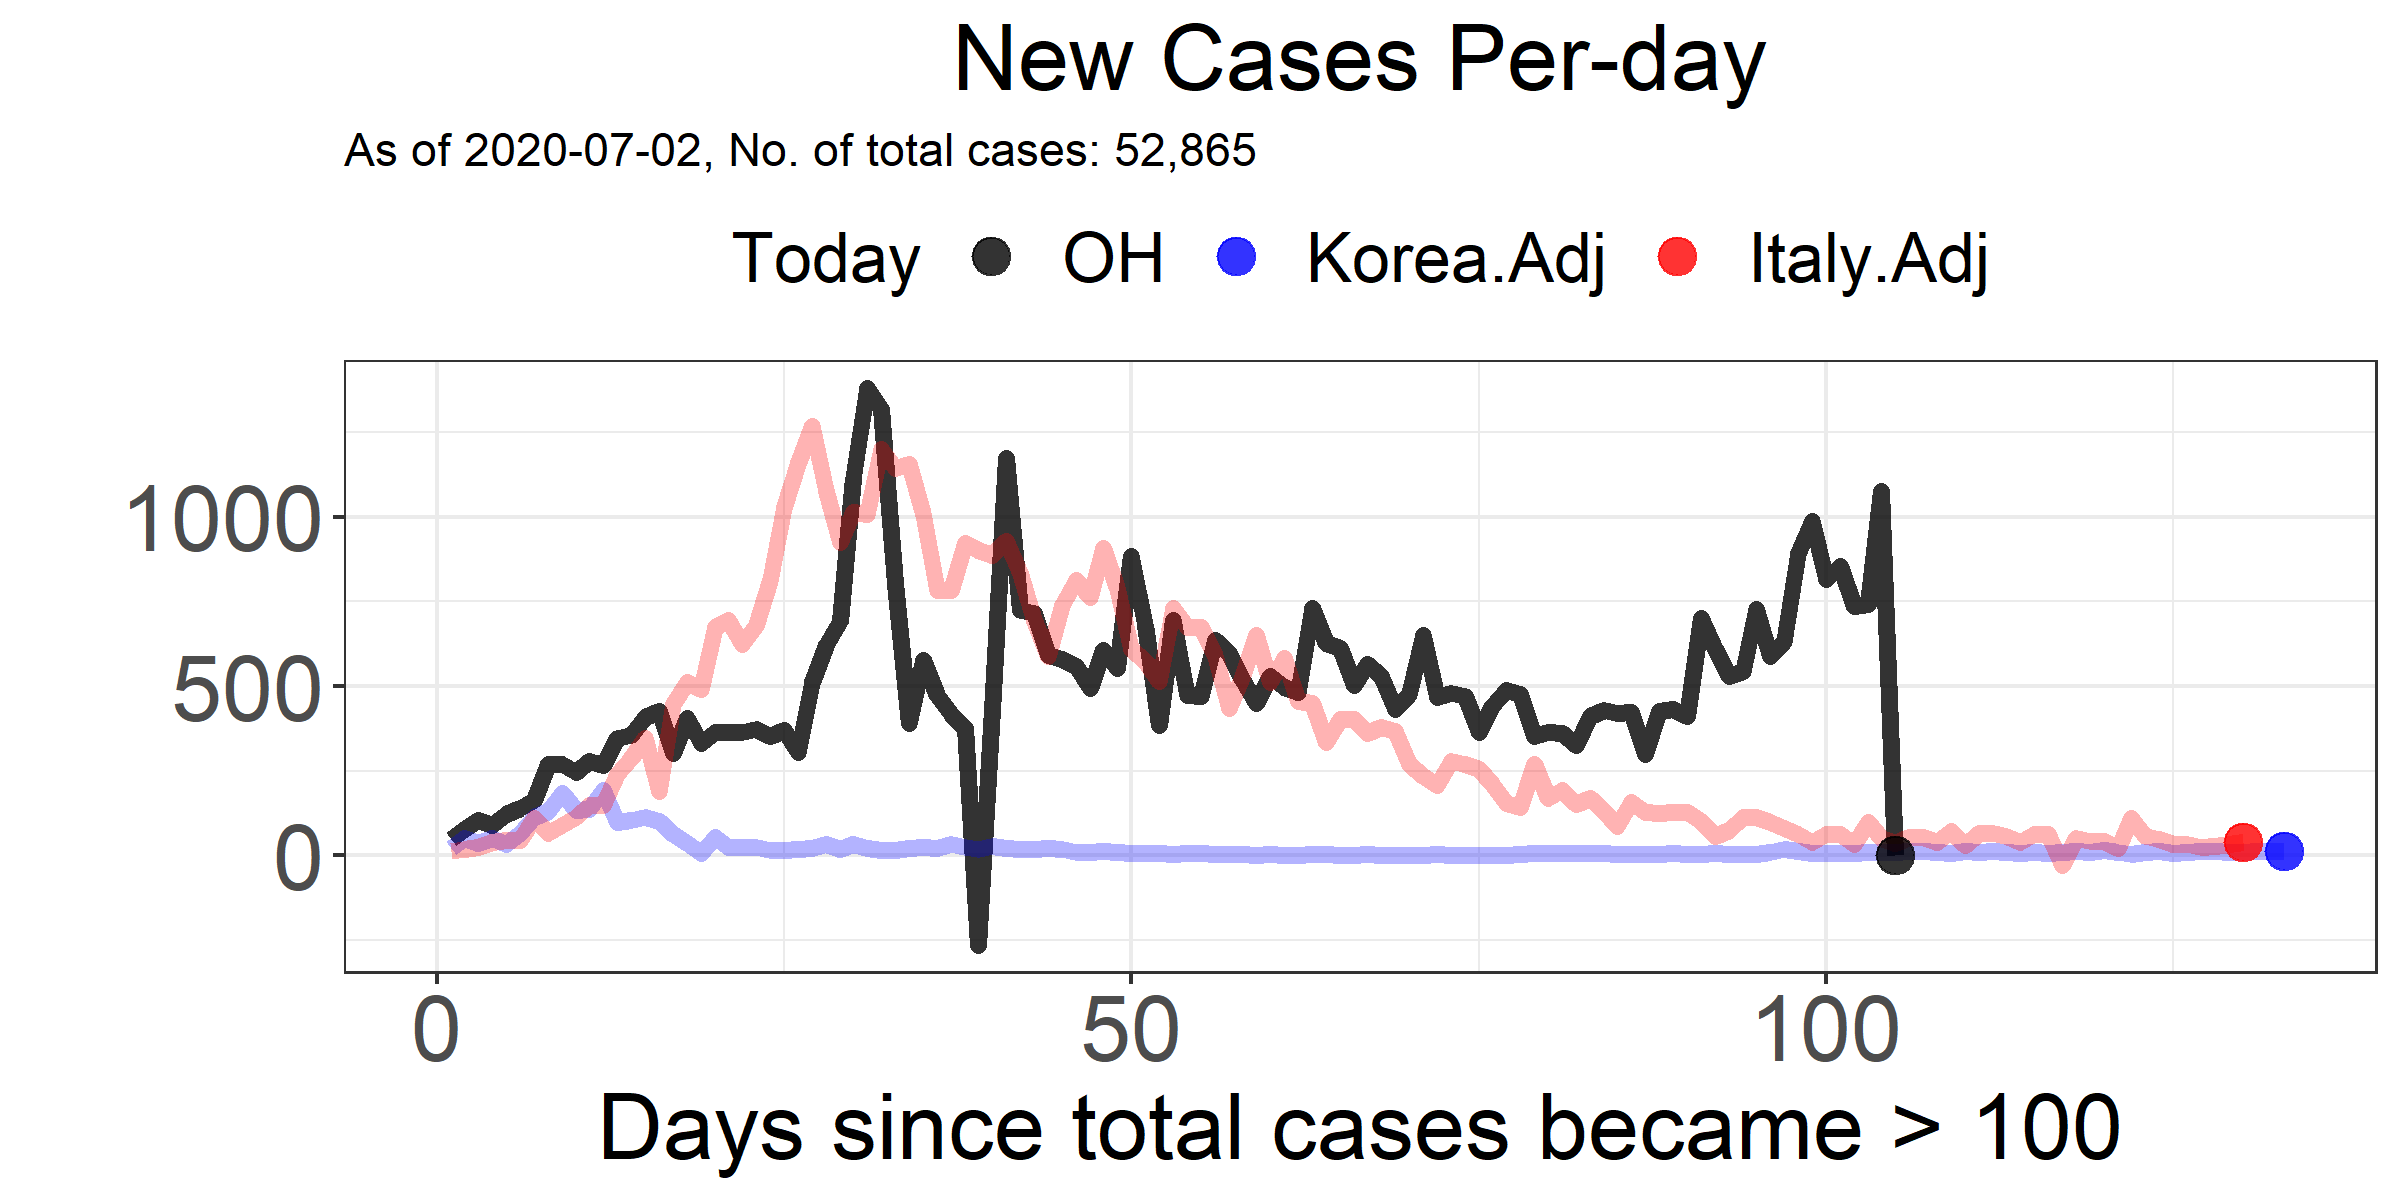 New Cases Per-day
As of 2020-07-02, No. of total cases: 52,865
Today OH Korea.Adj Italy.Adj
1000
500
0
0 50 100
Days since total cases became > 100